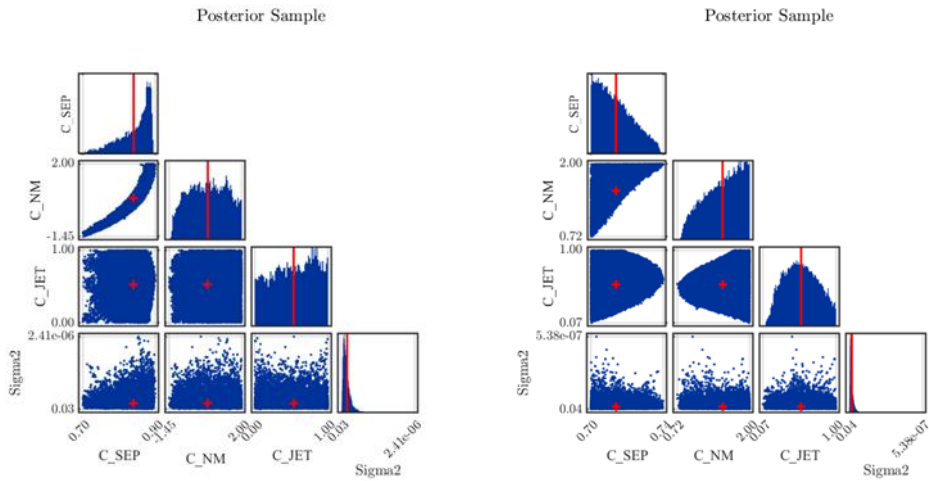 Posterior Sample
C_SEP
2.00
C_NM
-1.45
1.00
C_JET
0.00
2.41e-06
Sigma2
0.03
0.70
0.90
-1.45
2.00
0.00
1.00
0.03
2.41e-06
C_SEP
C_NM
C_JET
Sigma2
Posterior Sample
C_SEP
2.00
C_NM
0.72
1.00
C_JET
0.07
5.38e-07
Sigma2
0.04
0.70
0.71
0.72
2.00
0.07
1.00
0.04
5.38e-07
C_SEP
C_NM
C_JET
Sigma2